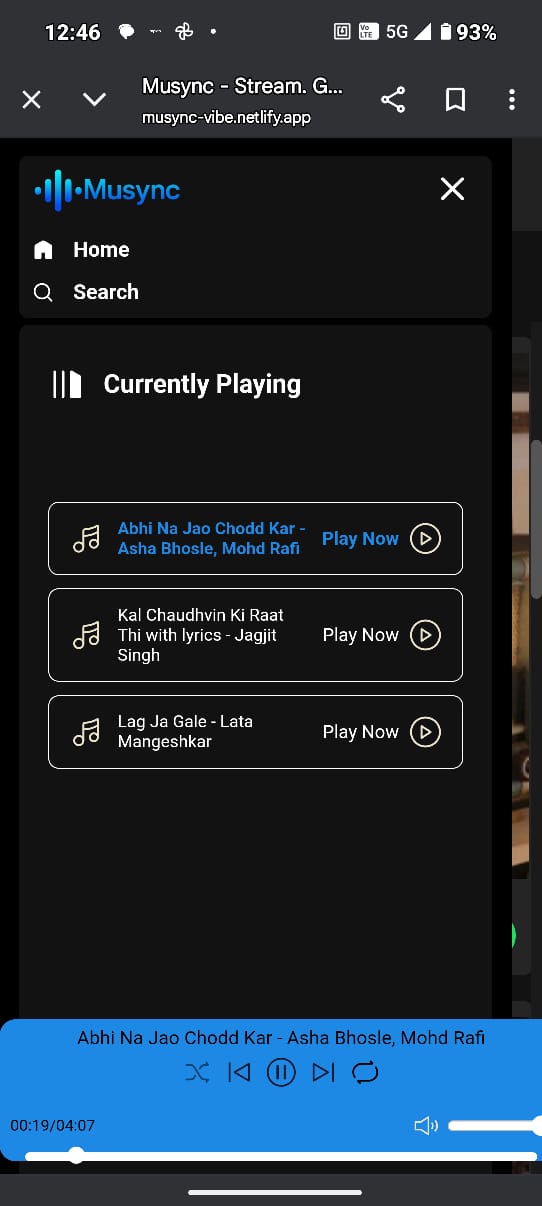 12:46 5G 93%
Musync - Stream. G...
musync-vibe.netlify.app
Musync
Home
Search
Currently Playing
Abhi Na Jao Chodd Kar -
Asha Bhosle, Mohd Rafi
Play Now
Kal Chaudhvin Ki Raat
Thi with lyrics - Jagjit
Singh
Play Now
Lag Ja Gale - Lata
Mangeshkar
Play Now
Abhi Na Jao Chodd Kar - Asha Bhosle, Mohd Rafi
00:19/04:07